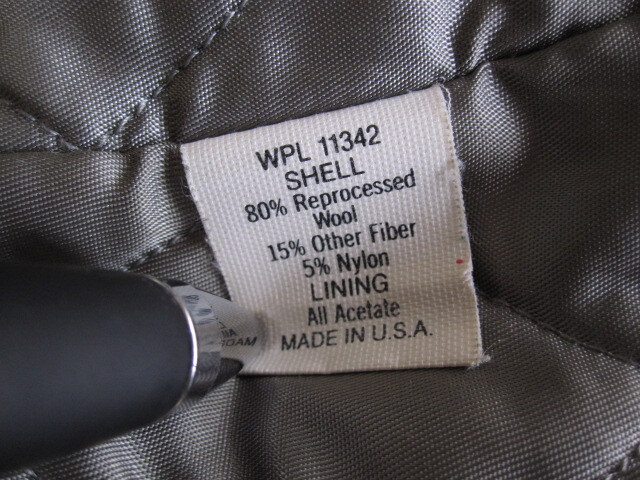 WPL 11342
SHELL
80% Reprocessed
Wool
15% Other Fiber
5% Nylon
LINING
All Acetate
MADE IN U.S.A.